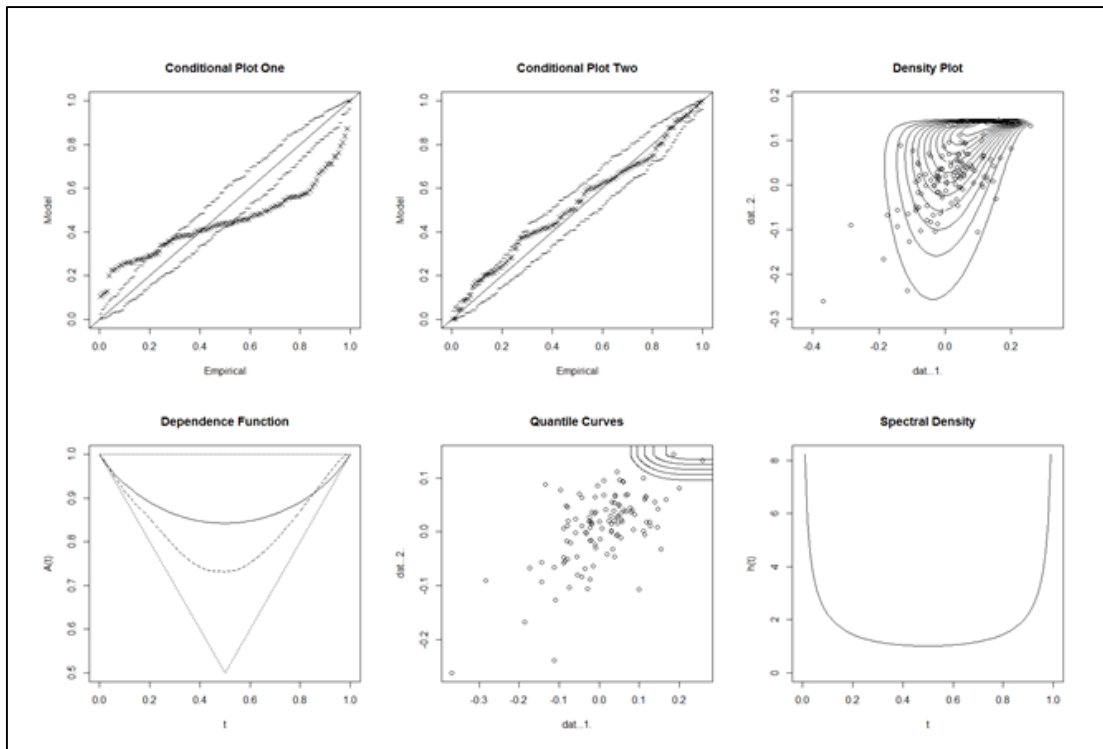 Conditional Plot One
Model
1.0
0.8
0.6
0.4
0.2
0.0
0.0 0.2 0.4 0.6 0.8 1.0
Empirical
Conditional Plot Two
Model
1.0
0.8
0.6
0.4
0.2
0.0
0.0 0.2 0.4 0.6 0.8 1.0
Empirical
Density Plot
dat..2.
0.2
0.1
0.0
-0.1
-0.2
-0.3
-0.4 -0.2 0.0 0.2
dat..1.
Dependence Function
A(t)
1.0
0.9
0.8
0.7
0.6
0.5
0.0 0.2 0.4 0.6 0.8 1.0
t
Quantile Curves
dat..2.
0.1
0.0
-0.1
-0.2
-0.3 -0.2 -0.1 0.0 0.1 0.2
dat..1.
Spectral Density
h(t)
8
6
4
2
0
0.0 0.2 0.4 0.6 0.8 1.0
t